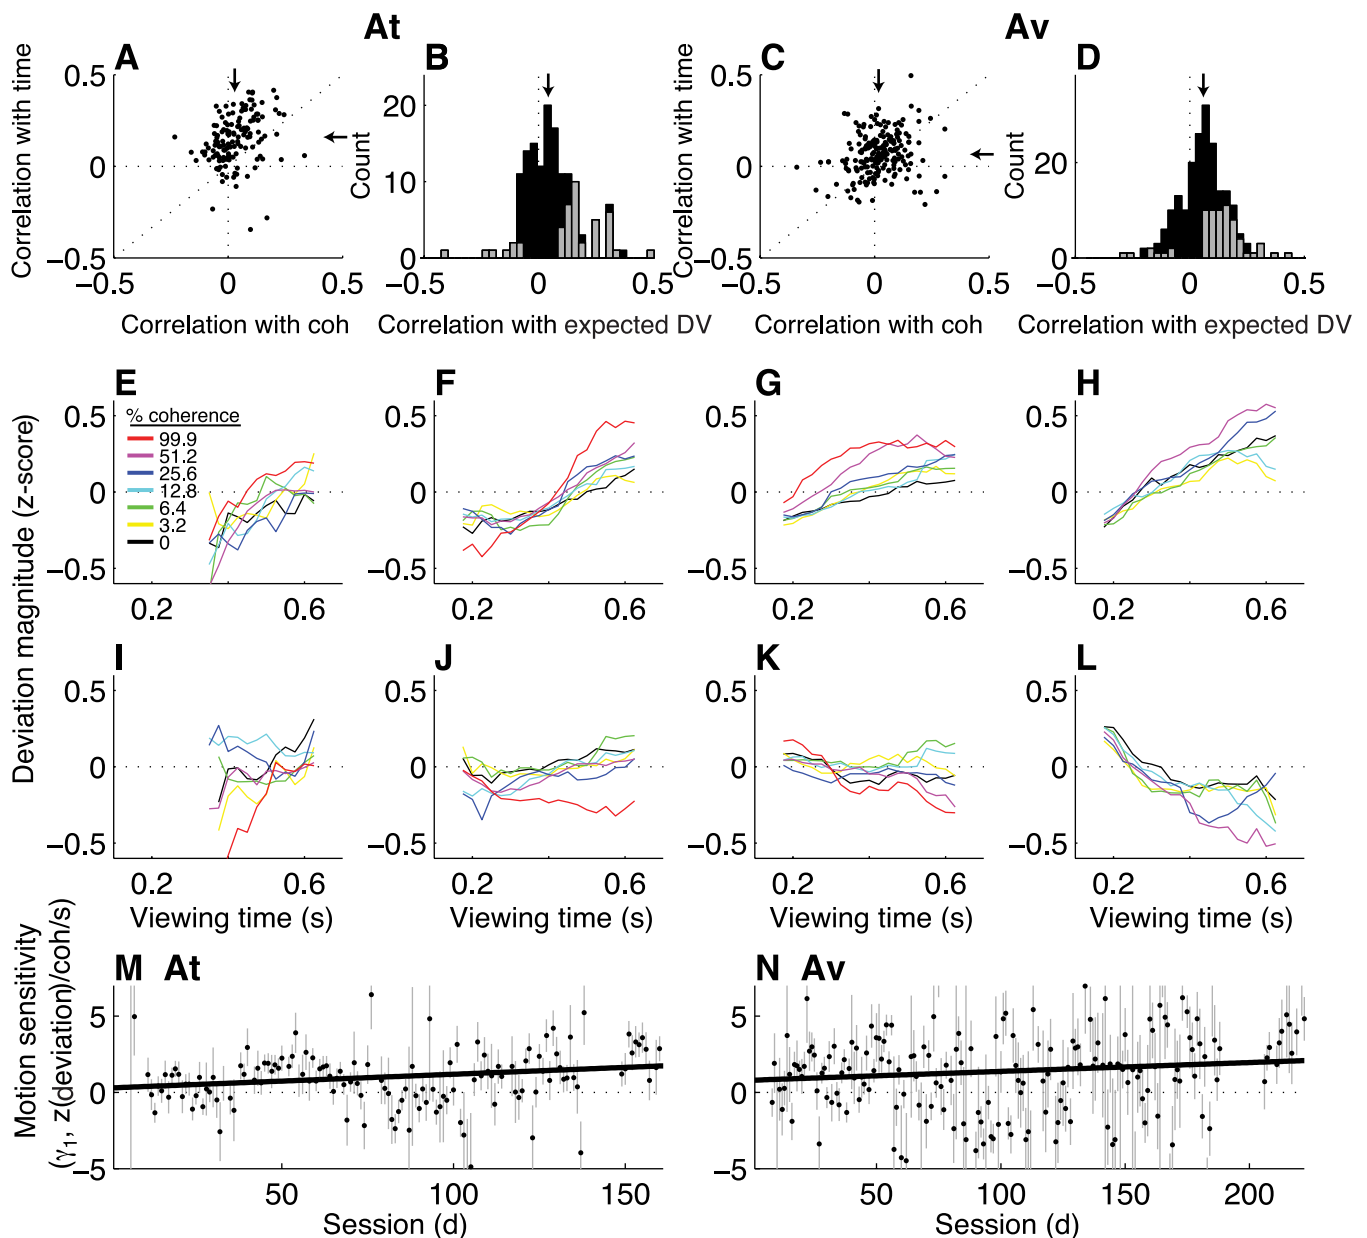 At
Av
A
B
C
D
Correlation with time
0.5
0
−0.5
−0.5
0
0.5
Correlation with coh
Count
20
10
0
−0.5
0
0.5
Correlation with expected DV
Correlation with time
0.5
0
−0.5
−0.5
0
0.5
Correlation with coh
Count
20
0
−0.5
0
0.5
Correlation with expected DV
Deviation magnitude (z-score)
E
% coherence
99.9
51.2
25.6
12.8
6.4
3.2
0
0.5
0
−0.5
0.2
0.6
F
0.5
0
−0.5
0.2
0.6
G
0.5
0
−0.5
0.2
0.6
H
0.5
0
−0.5
0.2
0.6
I
0.5
0
−0.5
0.2
0.6
Viewing time (s)
J
0.5
0
−0.5
0.2
0.6
Viewing time (s)
K
0.5
0
−0.5
0.2
0.6
Viewing time (s)
L
0.5
0
−0.5
0.2
0.6
Viewing time (s)
Motion sensitivity
(γ1, z(deviation)/coh/s)
M At
5
0
−5
50
100
150
Session (d)
N Av
5
0
−5
50
100
150
200
Session (d)